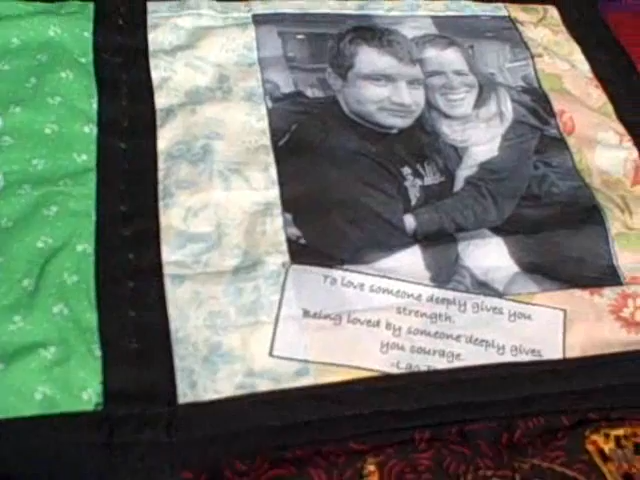 To love someone deeply gives you
strength.
Being loved by someone deeply gives
you courage.